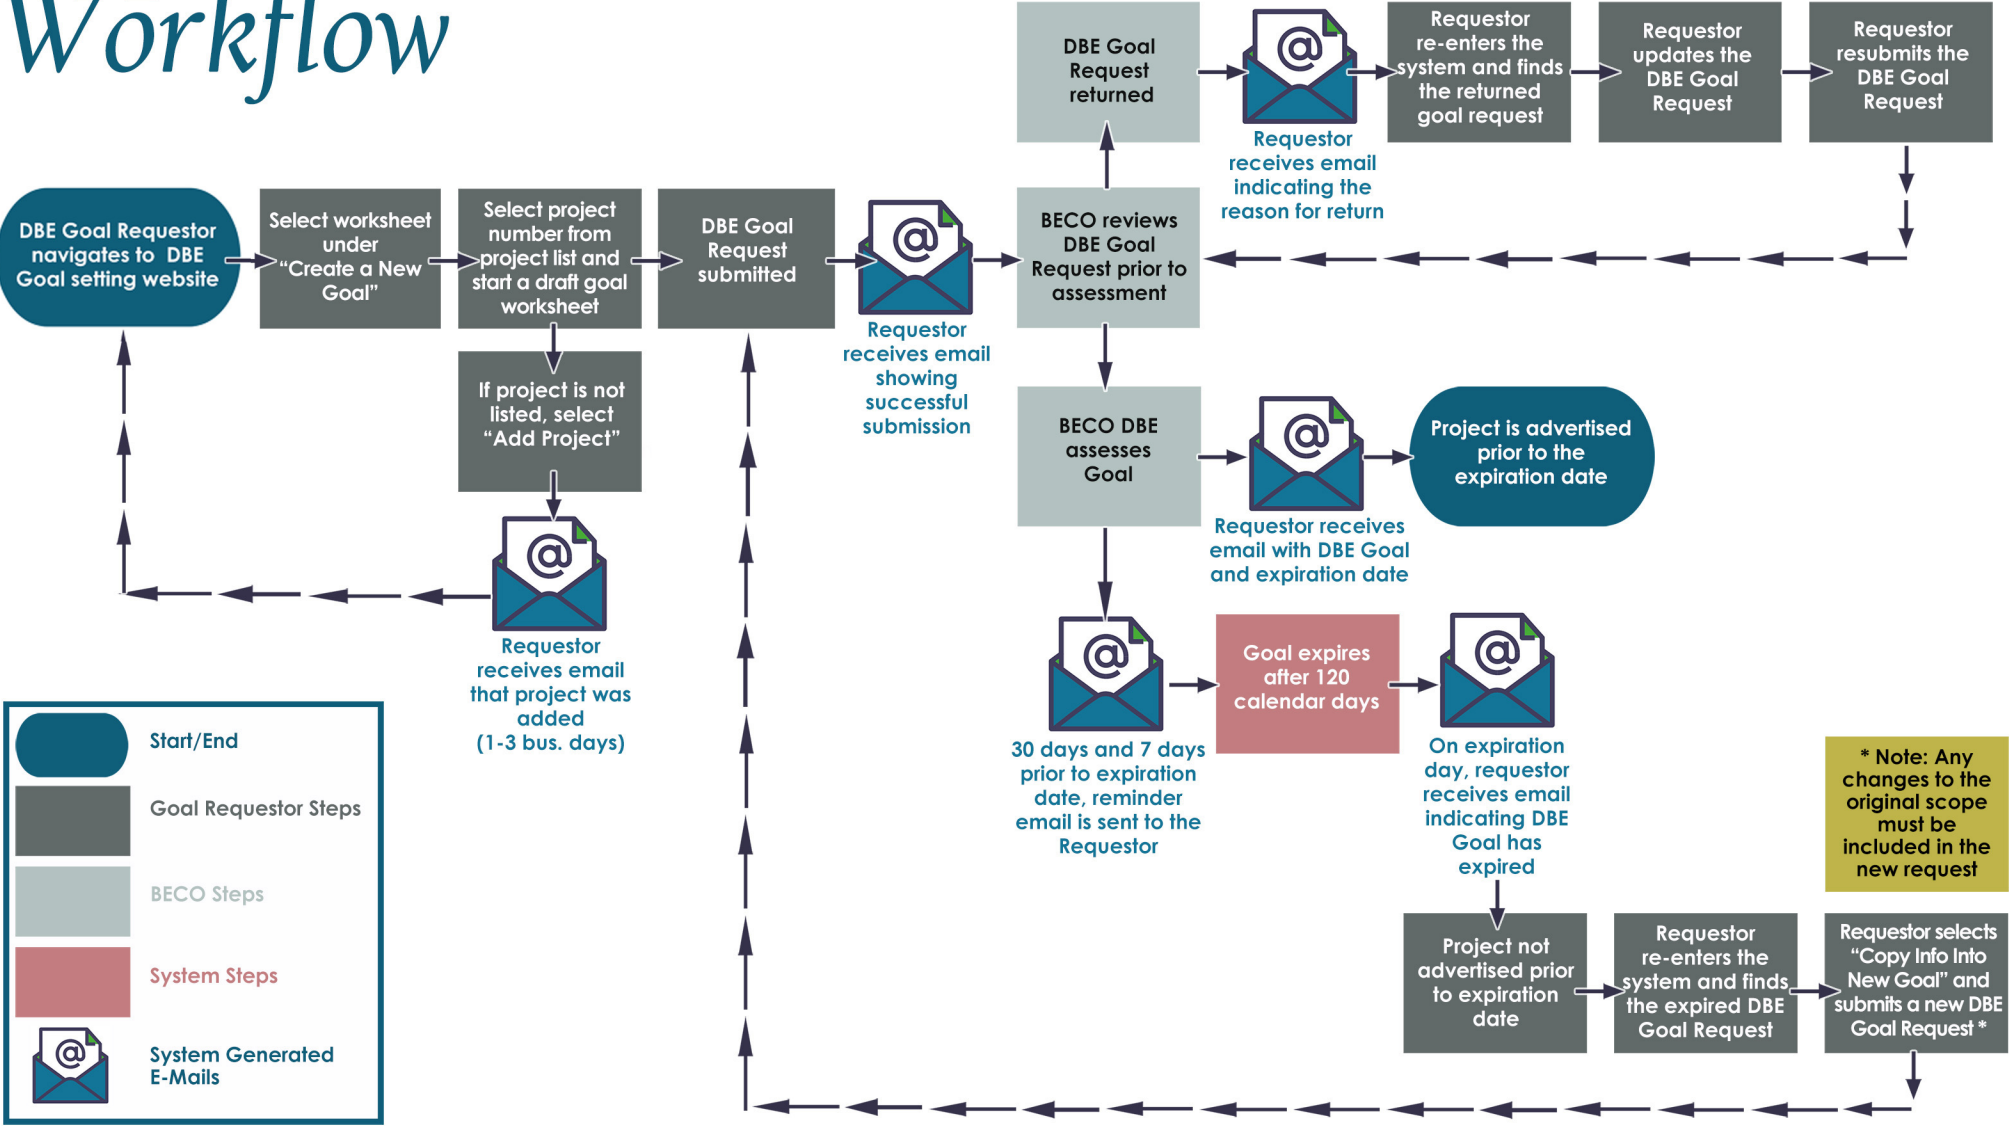 Workflow
DBE Goal
Request
returned
Requestor
receives email
indicating the
reason for return
Requestor
re-enters the
system and finds
the returned
goal request
Requestor
updates the
DBE Goal
Request
Requestor
resubmits the
DBE Goal
Request
DBE Goal Requestor
navigates to DBE
Goal setting website
Select worksheet
under
“Create a New
Goal”
Select project
number from
project list and
start a draft goal
worksheet
DBE Goal
Request
submitted
Requestor
receives email
showing
successful
submission
BECO reviews
DBE Goal
Request prior to
assessment
If project is not
listed, select
“Add Project”
Requestor
receives email
that project was
added
(1-3 bus. days)
BECO DBE
assesses
Goal
Requestor receives
email with DBE Goal
and expiration date
Project is advertised
prior to the
expiration date
30 days and 7 days
prior to expiration
date, reminder
email is sent to the
Requestor
Goal expires
after 120
calendar days
On expiration
day, requestor
receives email
indicating DBE
Goal has
expired
* Note: Any
changes to the
original scope
must be
included in the
new request
Project not
advertised prior
to expiration
date
Requestor
re-enters the
system and finds
the expired DBE
Goal Request
Requestor selects
“Copy Info Into
New Goal” and
submits a new DBE
Goal Request *
Start/End
Goal Requestor Steps
BECO Steps
System Steps
System Generated
E-Mails